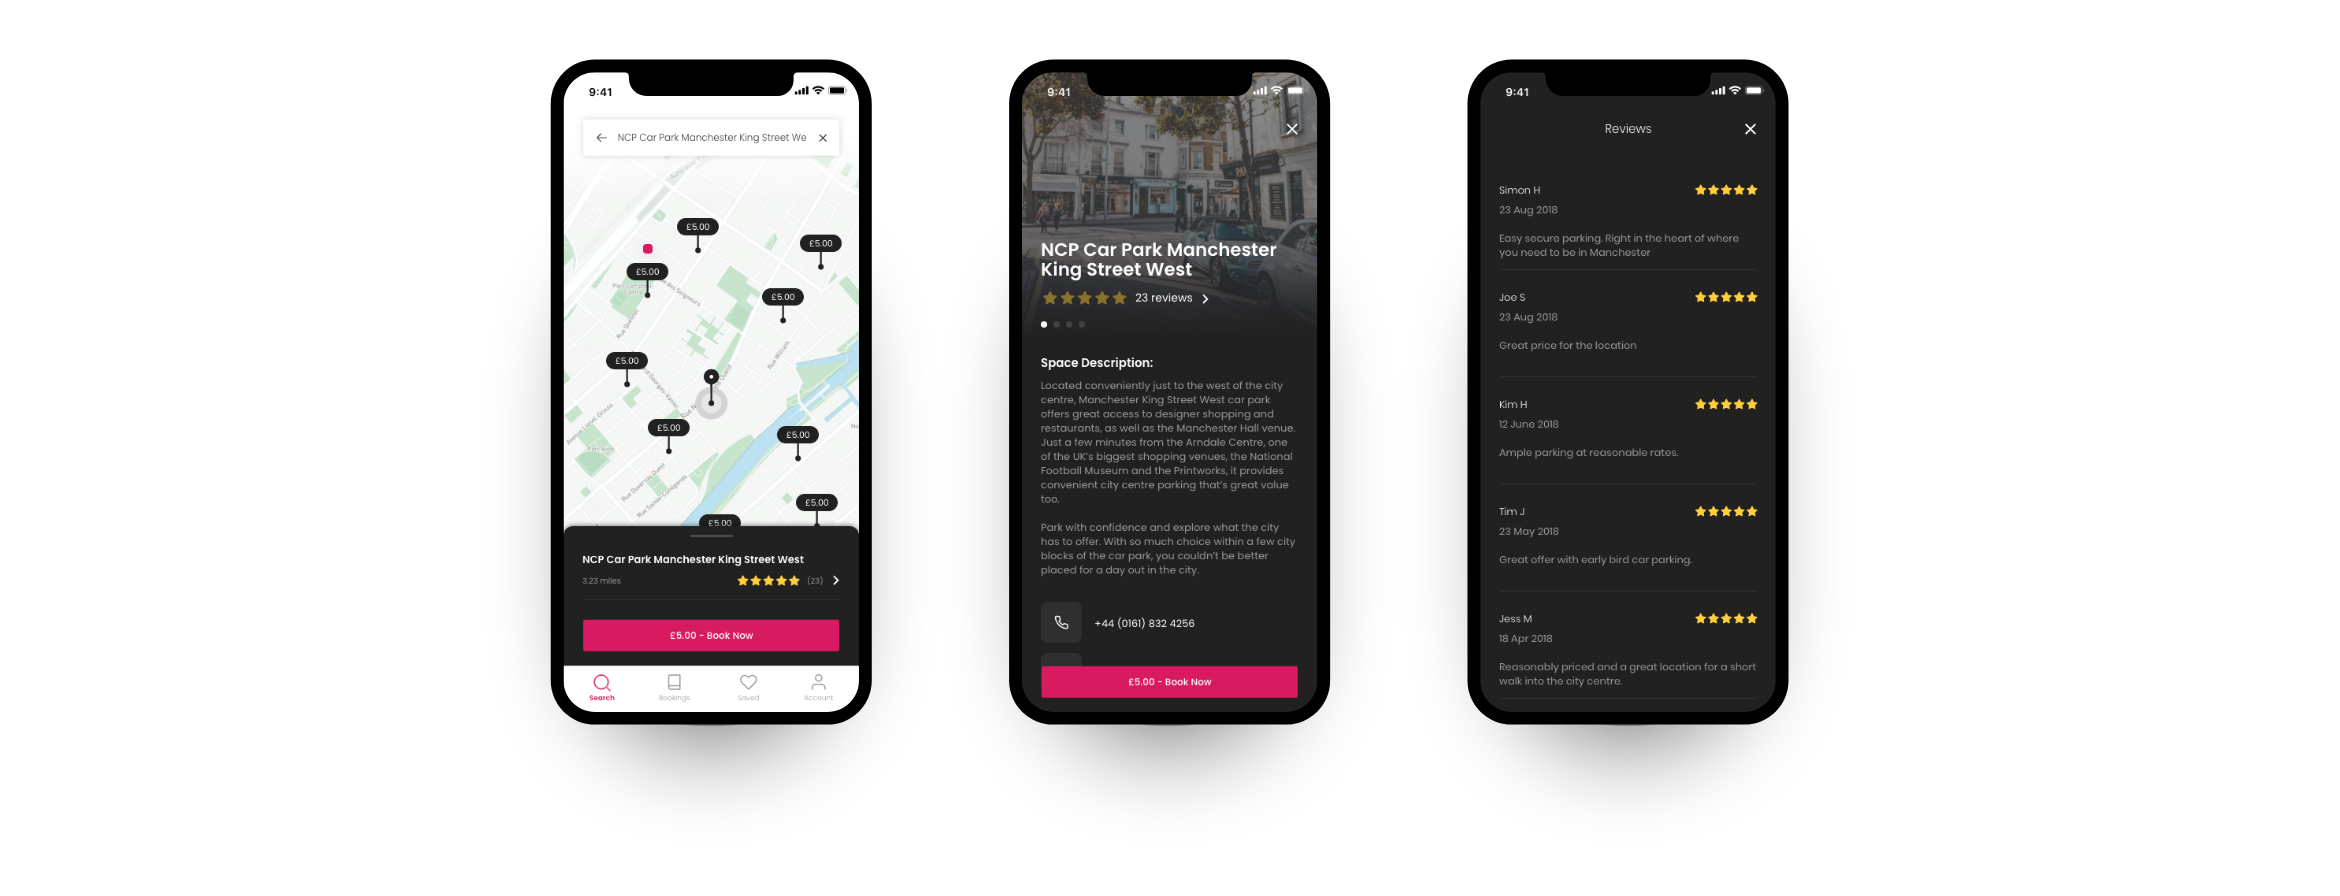 9:41
NCP Car Park Manchester King Street We
£5.00
£5.00
£5.00
£5.00
£5.00
Rue William
£5.00
£5.00
£5.00
£5.00
NCP Car Park Manchester King Street West
3.23 miles
(23)
£5.00 - Book Now
Search
Bookings
Saved
Account
9:41
NCP Car Park Manchester
King Street West
23 reviews
Space Description:
Located conveniently just to the west of the city
centre, Manchester King Street West car park
offers great access to designer shopping and
restaurants, as well as the Manchester Hall venue.
Just a few minutes from the Arndale Centre, one
of the UK's biggest shopping venues, the National
Football Museum and the Printworks, it provides
convenient city centre parking that's great value
too.
Park with confidence and explore what the city
has to offer. With so much choice within a few city
blocks of the car park, you couldn't be better
placed for a day out in the city.
+44 (0161) 832 4256
£5.00 - Book Now
9:41
Reviews
Simon H
23 Aug 2018
Easy secure parking. Right in the heart of where
you need to be in Manchester
Joe S
23 Aug 2018
Great price for the location
Kim H
12 June 2018
Ample parking at reasonable rates.
Tim J
23 May 2018
Great offer with early bird car parking.
Jess M
18 Apr 2018
Reasonably priced and a great location for a short
walk into the city centre.